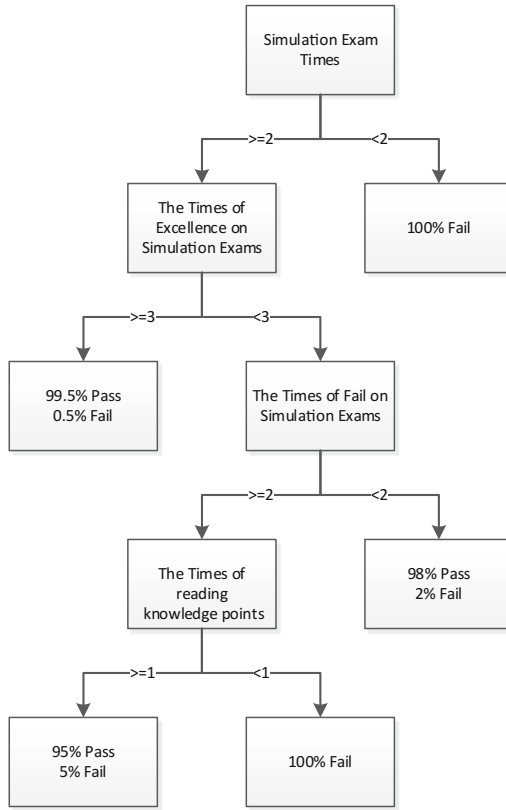 Simulation Exam
Times
>=2
<2
The Times of
Excellence on
Simulation Exams
100% Fail
>=3
<3
99.5% Pass
0.5% Fail
The Times of Fail on
Simulation Exams
>=2
<2
The Times of
reading
knowledge points
98% Pass
2% Fail
>=1
<1
95% Pass
5% Fail
100% Fail